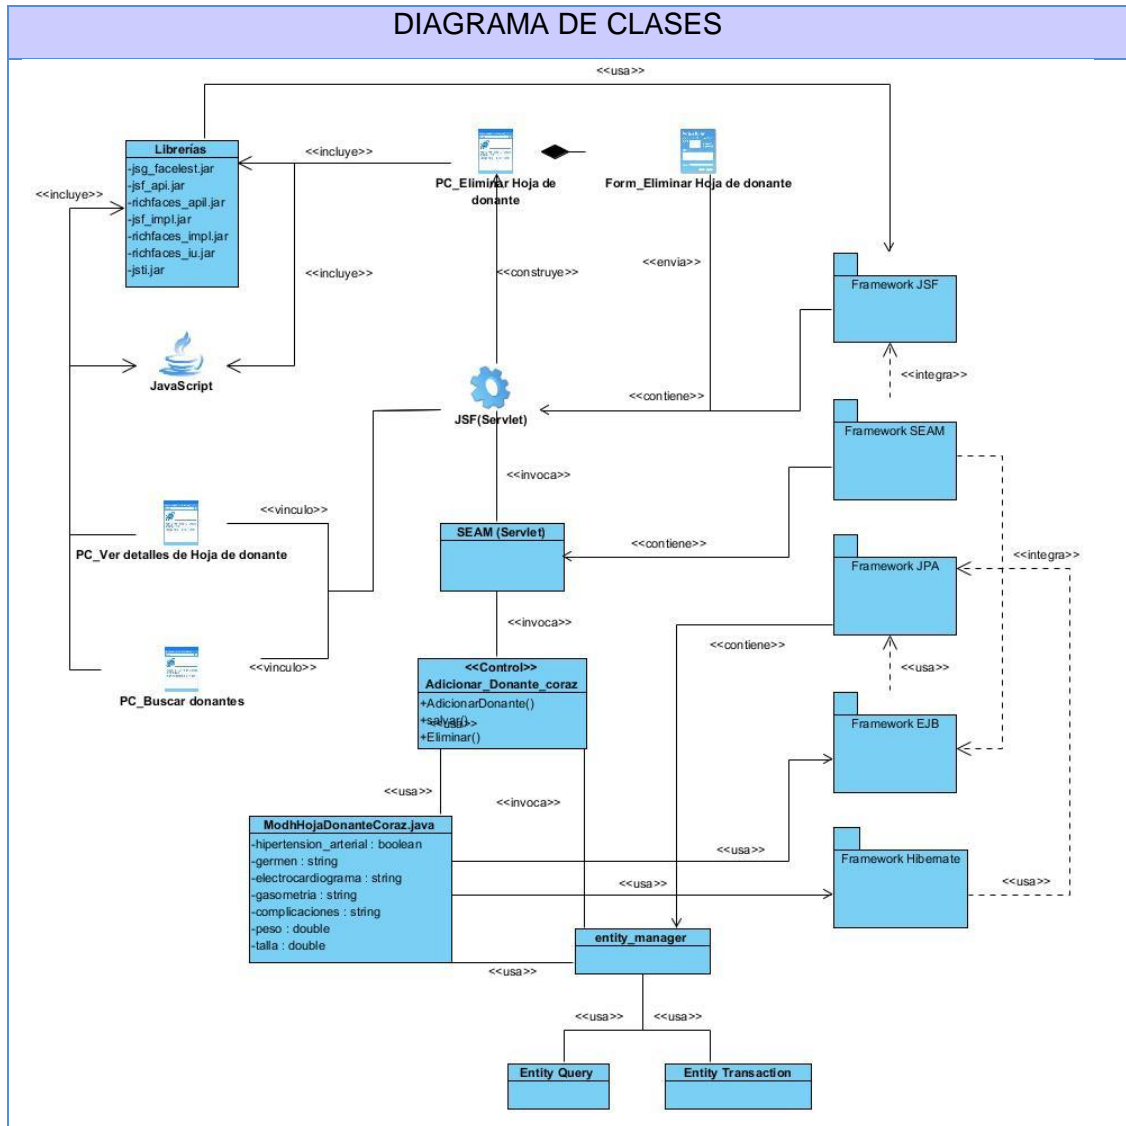 DIAGRAMA DE CLASES
<<usa>>
Librerías
-jsg_facelest.jar
-jsf_api.jar
-richfaces_apil.jar
-jsf_impl.jar
-richfaces_impl.jar
-richfaces_iu.jar
-jsti.jar
<<incluye>>
<<incluye>>
<<incluye>>
PC_Eliminar Hoja de
donante
Form_Eliminar Hoja de donante
<<construye>>
<<envia>>
Framework JSF
JavaScript
JSF(Servlet)
<<contiene>>
<<integra>>
Framework SEAM
<<invoca>>
PC_Ver detalles de Hoja de donante
<<vinculo>>
SEAM (Servlet)
<<contiene>>
<<integra>>
Framework JPA
<<invoca>>
<<contiene>>
<<usa>>
PC_Buscar donantes
<<vinculo>>
<<Control>>
Adicionar_Donante_coraz
+AdicionarDonante()
+salvar()
<<usa>>
+Eliminar()
Framework EJB
<<usa>>
<<invoca>>
ModhHojaDonanteCoraz.java
-hipertension_arterial : boolean
-germen : string
-electrocardiograma : string
-gasometria : string
-complicaciones : string
-peso : double
-talla : double
<<usa>>
<<usa>>
Framework Hibernate
<<usa>>
entity_manager
<<usa>>
<<usa>>
<<usa>>
Entity Query
Entity Transaction